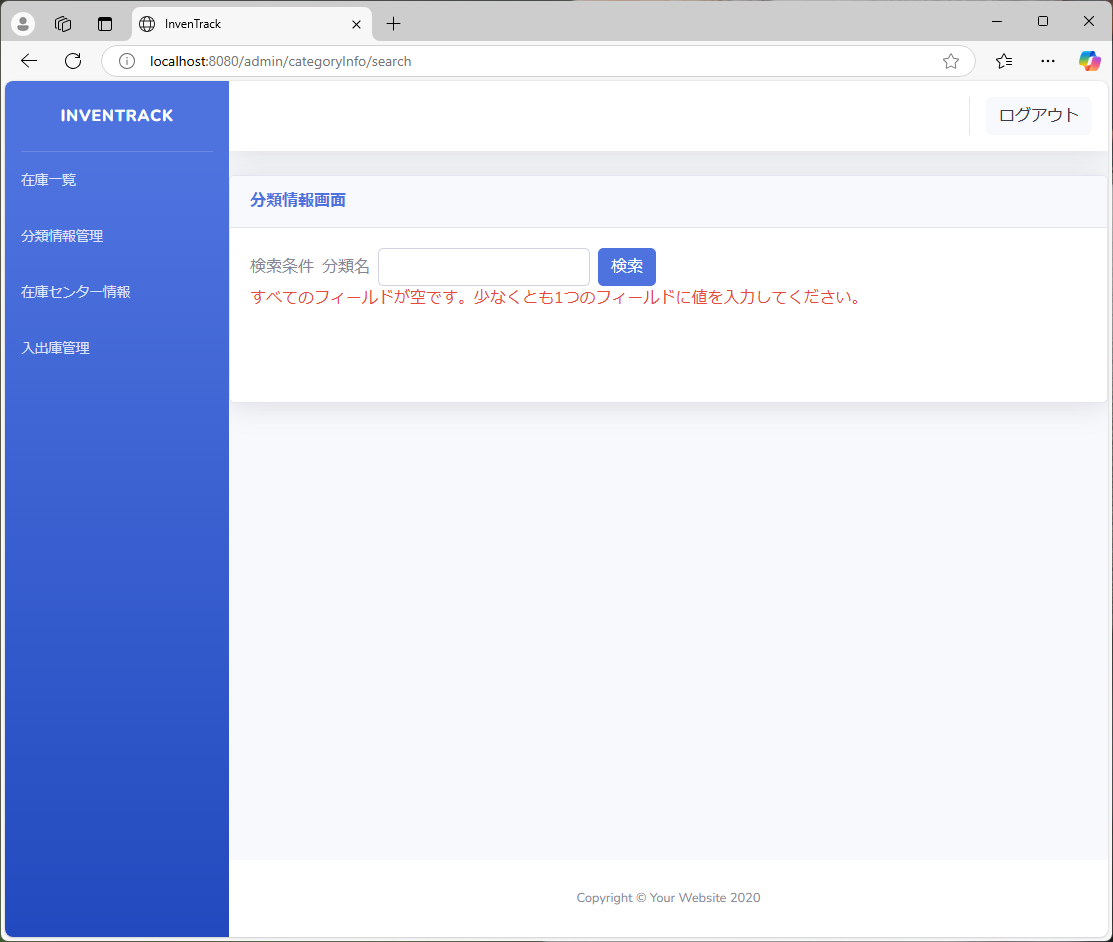 InvenTrack
localhost:8080/admin/categoryInfo/search
INVENTRACK
ログアウト
在庫一覧
分類情報管理
在庫センター情報
入出庫管理
分類情報画面
検索条件 分類名 検索
すべてのフィールドが空です。少なくとも1つのフィールドに値を入力してください。
Copyright © Your Website 2020